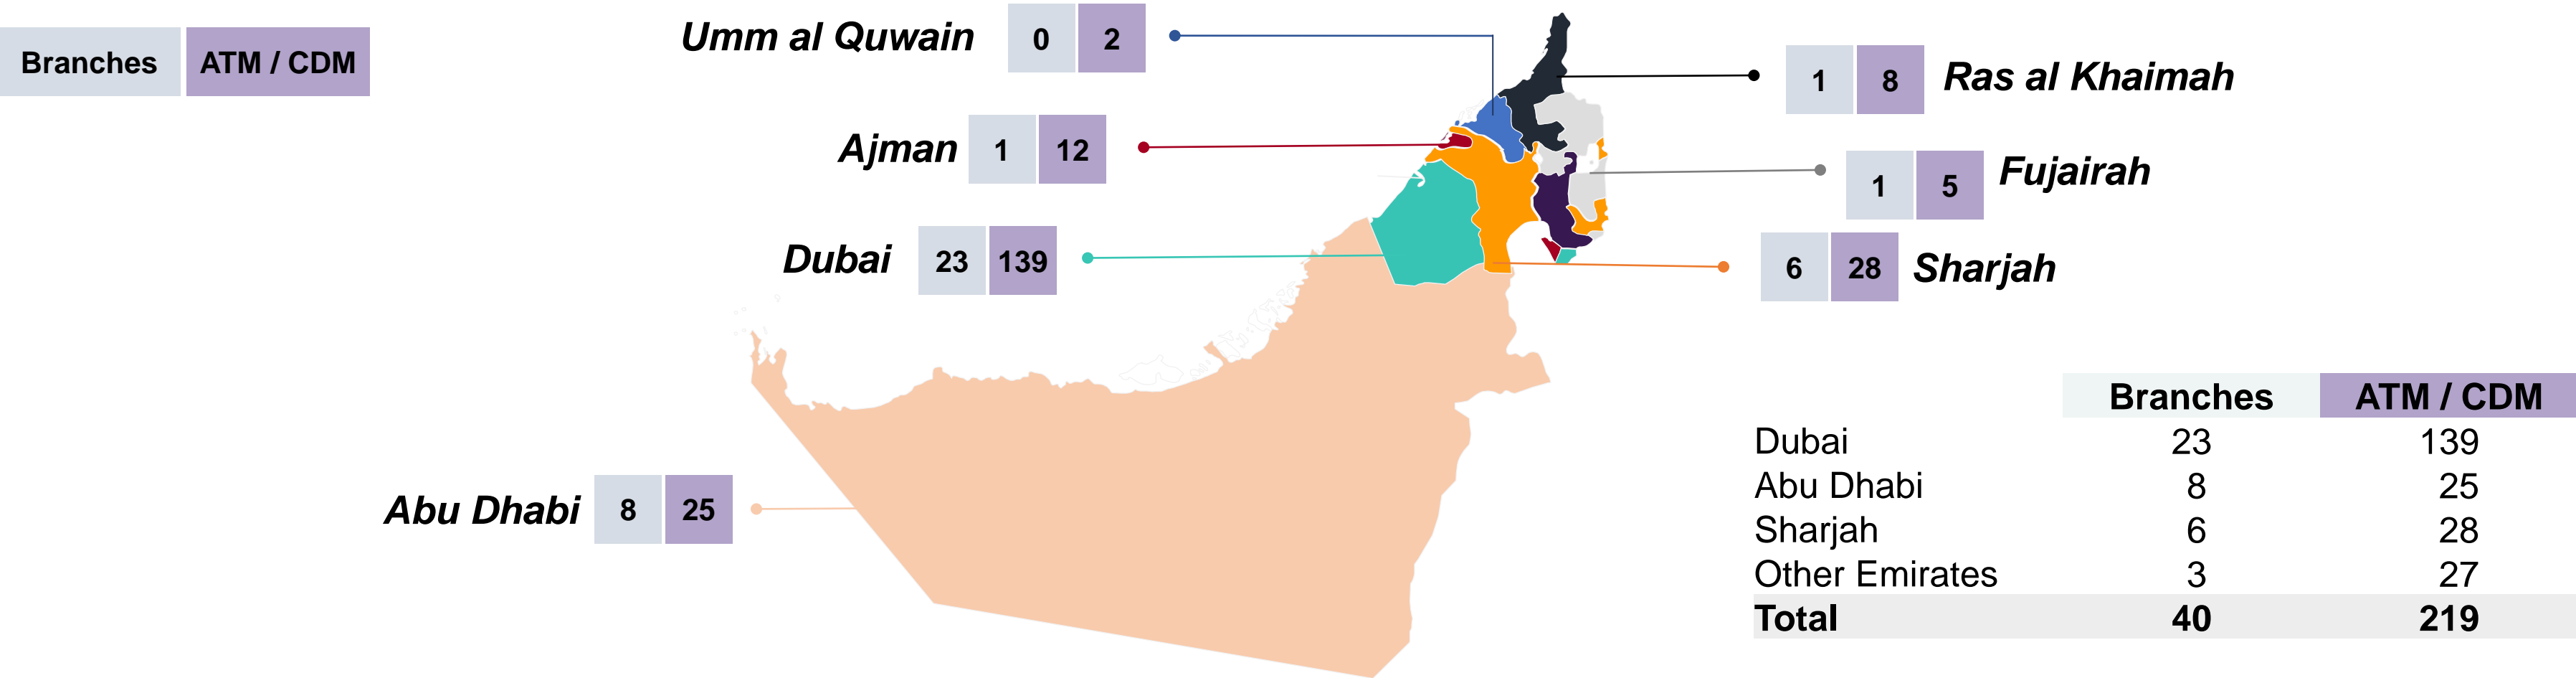 Branches ATM / CDM
Umm al Quwain 0 2
Ajman 1 12
Dubai 23 139
Abu Dhabi 8 25
1 8 Ras al Khaimah
1 5 Fujairah
6 28 Sharjah
Branches ATM / CDM
Dubai 23 139
Abu Dhabi 8 25
Sharjah 6 28
Other Emirates 3 27
Total 40 219